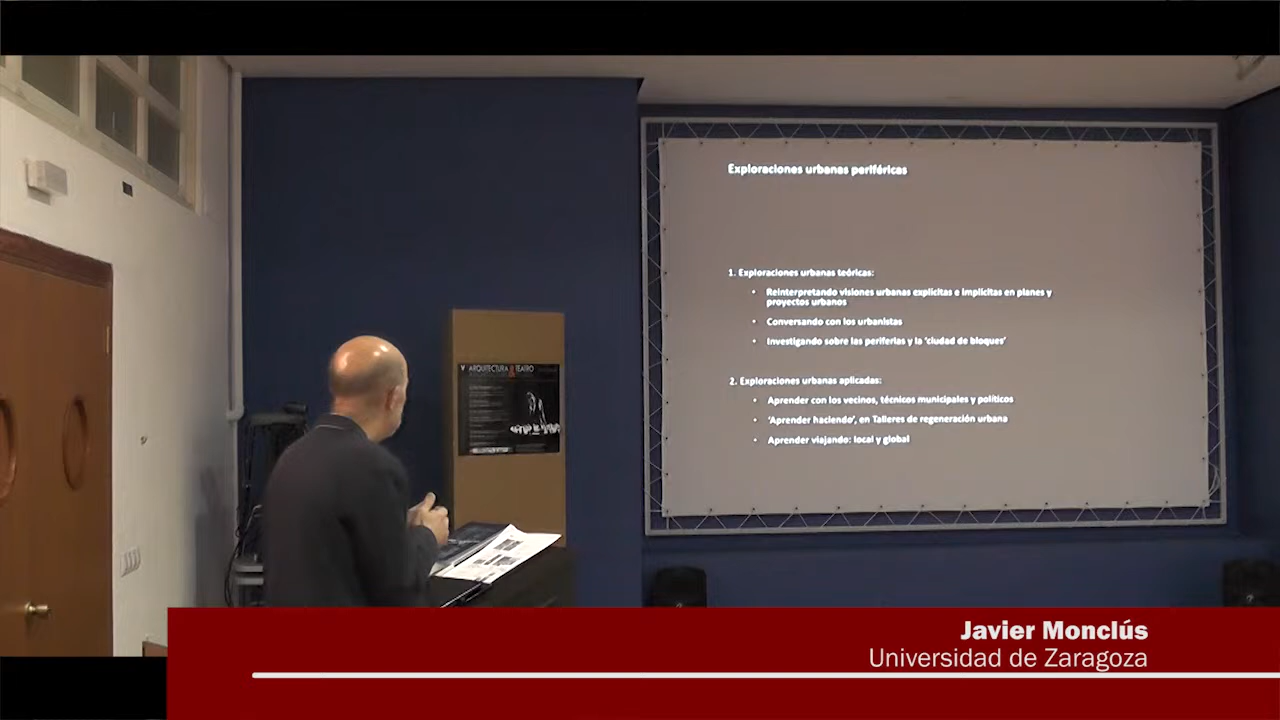 Exploraciones urbanas periféricas
1. Exploraciones urbanas teóricas:
• Reinterpretando visiones urbanas explícitas e implícitas en planes y
proyectos urbanos
• Conversando con los urbanistas
• Investigando sobre las periferias y la 'ciudad de bloques'
2. Exploraciones urbanas aplicadas:
• Aprender con los vecinos, técnicos municipales y políticos
• 'Aprender haciendo', en Talleres de regeneración urbana
• Aprender viajando: local y global
V ARQUITECTURA & TEATRO
Javier Monclús
Universidad de Zaragoza